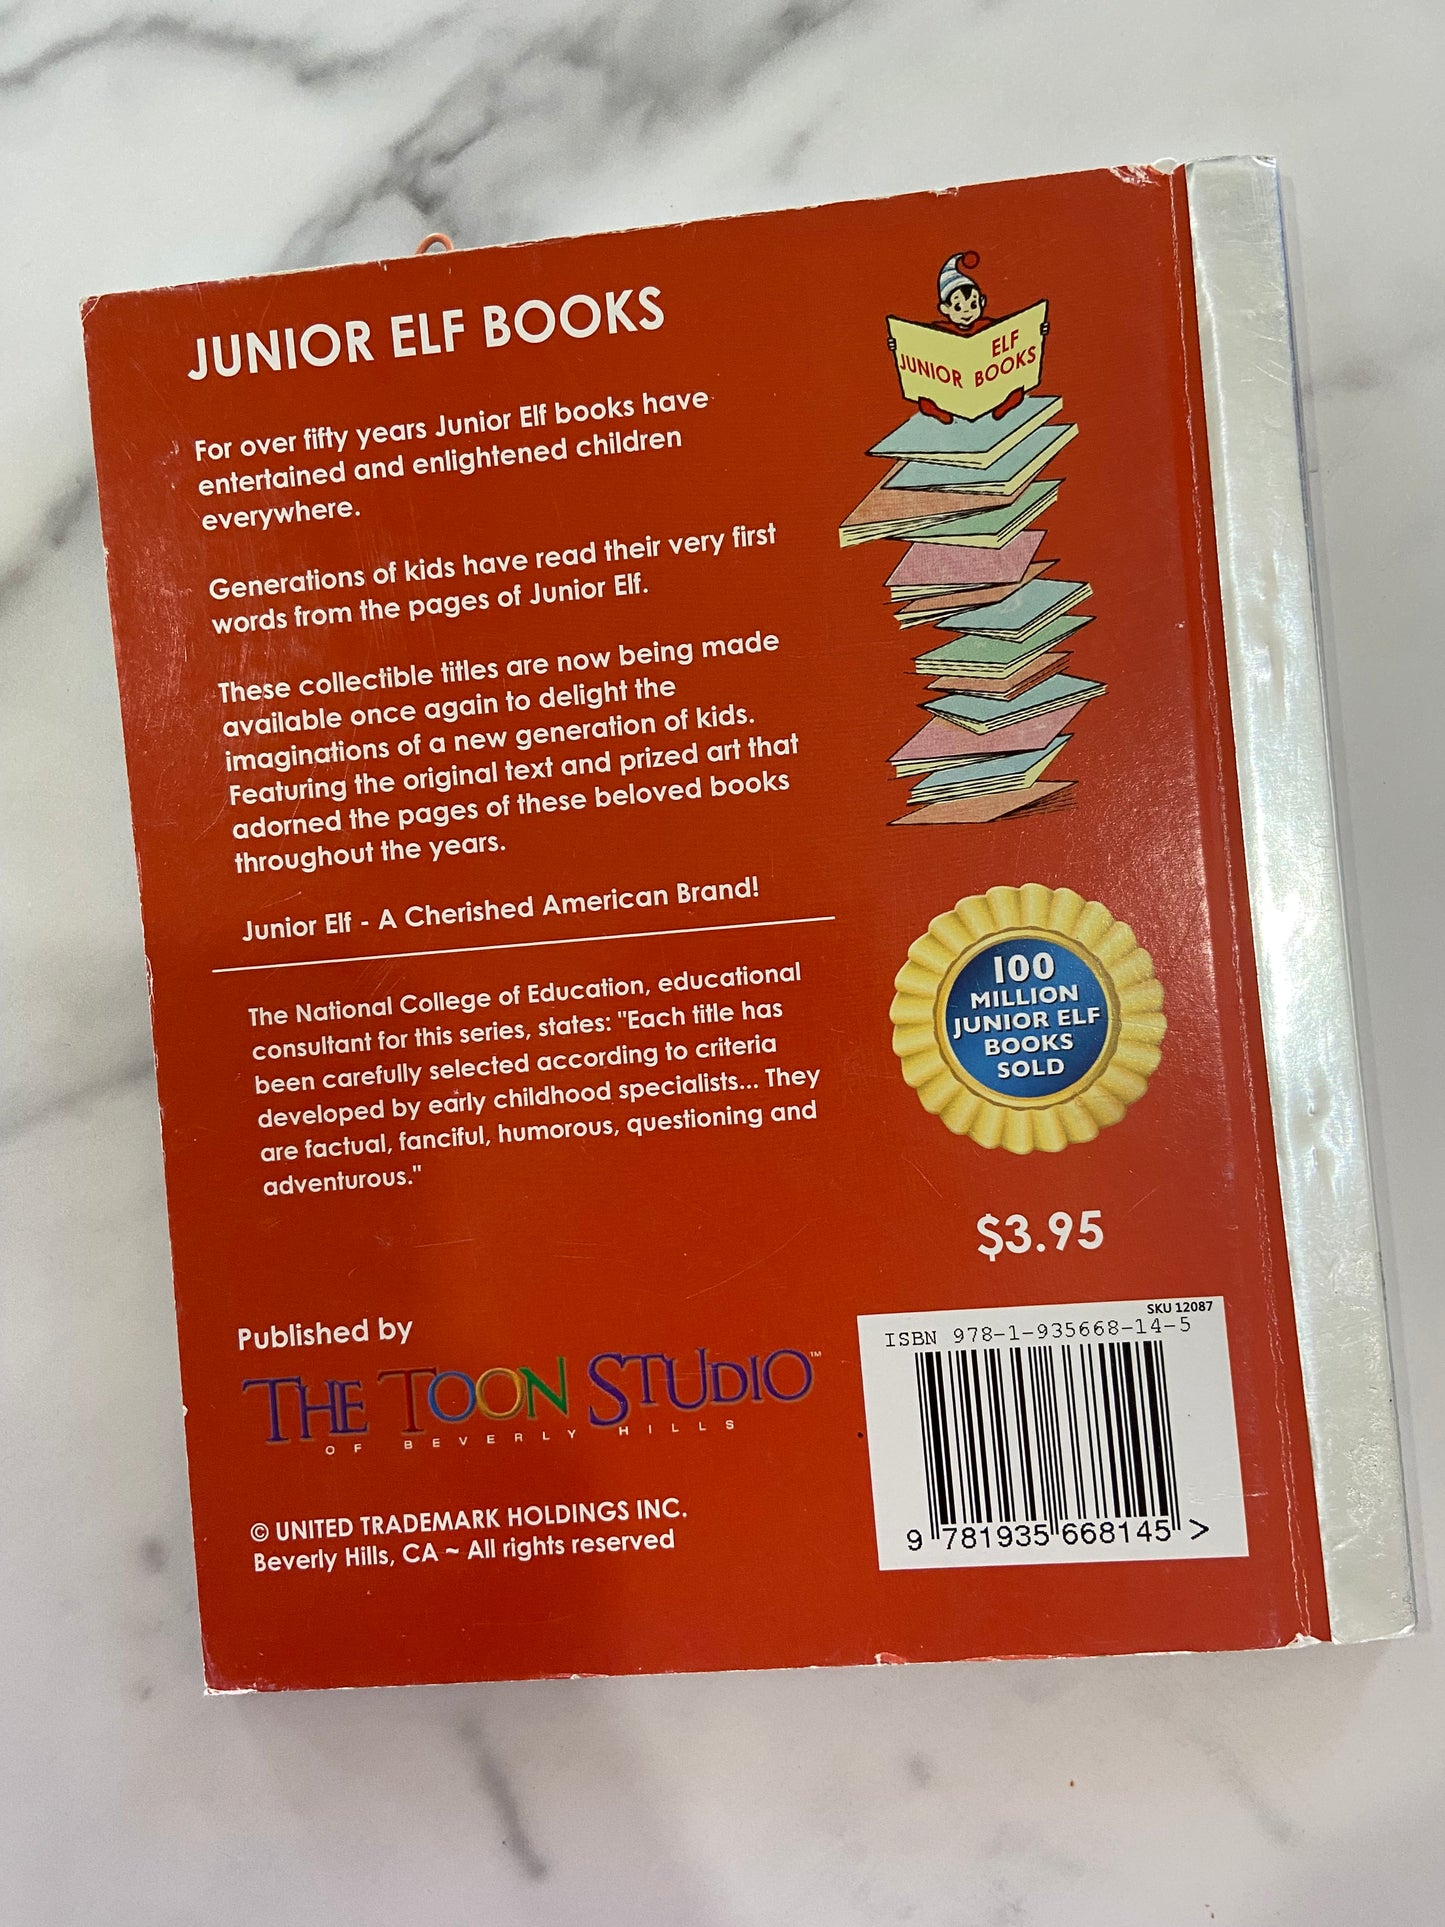 JUNIOR ELF BOOKS
For over fifty years Junior Elf books have
entertained and enlightened children
everywhere.
Generations of kids have read their very first
words from the pages of Junior Elf.
These collectible titles are now being made
available once again to delight the
imaginations of a new generation of kids.
Featuring the original text and prized art that
adorned the pages of these beloved books
throughout the years.
Junior Elf - A Cherished American Brand!
The National College of Education, educational
consultant for this series, states: "Each title has
been carefully selected according to criteria
developed by early childhood specialists... They
are factual, fanciful, humorous, questioning and
adventurous."
Published by
THE TOON STUDIO™
OF BEVERLY HILLS
© UNITED TRADEMARK HOLDINGS INC.
Beverly Hills, CA ~ All rights reserved
ELF
JUNIOR BOOKS
100
MILLION
JUNIOR ELF
BOOKS
SOLD
$3.95
SKU 12087
ISBN 978-1-935668-14-5
9 781935 668145 >